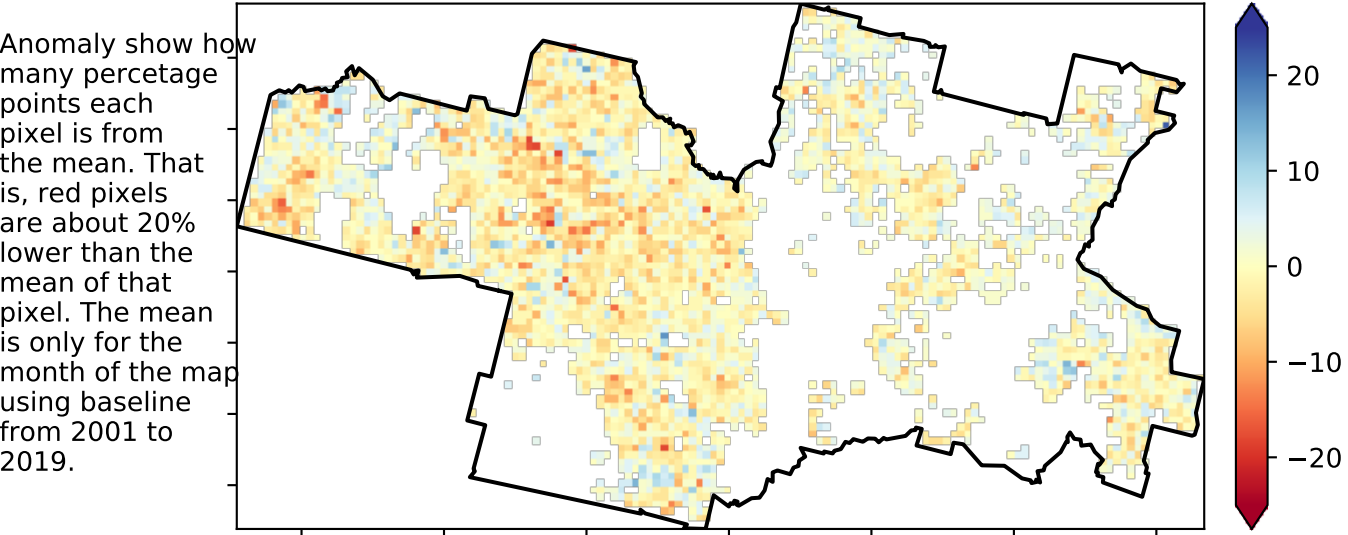 Anomaly show how
many percetage
points each
pixel is from
the mean. That
is, red pixels
are about 20%
lower than the
mean of that
pixel. The mean
is only for the
month of the map
using baseline
from 2001 to
2019.
20
10
0
−10
−20